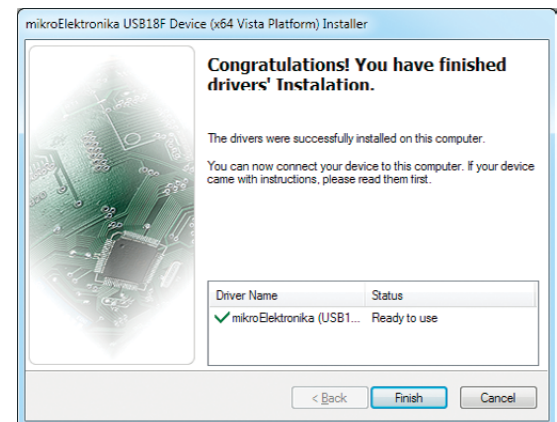 mikroElektronika USB18F Device (x64 Vista Platform) Installer
Congratulations! You have finished
drivers' Instalation.
The drivers were successfully installed on this computer.
You can now connect your device to this computer. If your device
came with instructions, please read them first.
Driver Name Status
mikroElektronika (USB1... Ready to use
< Back Finish Cancel